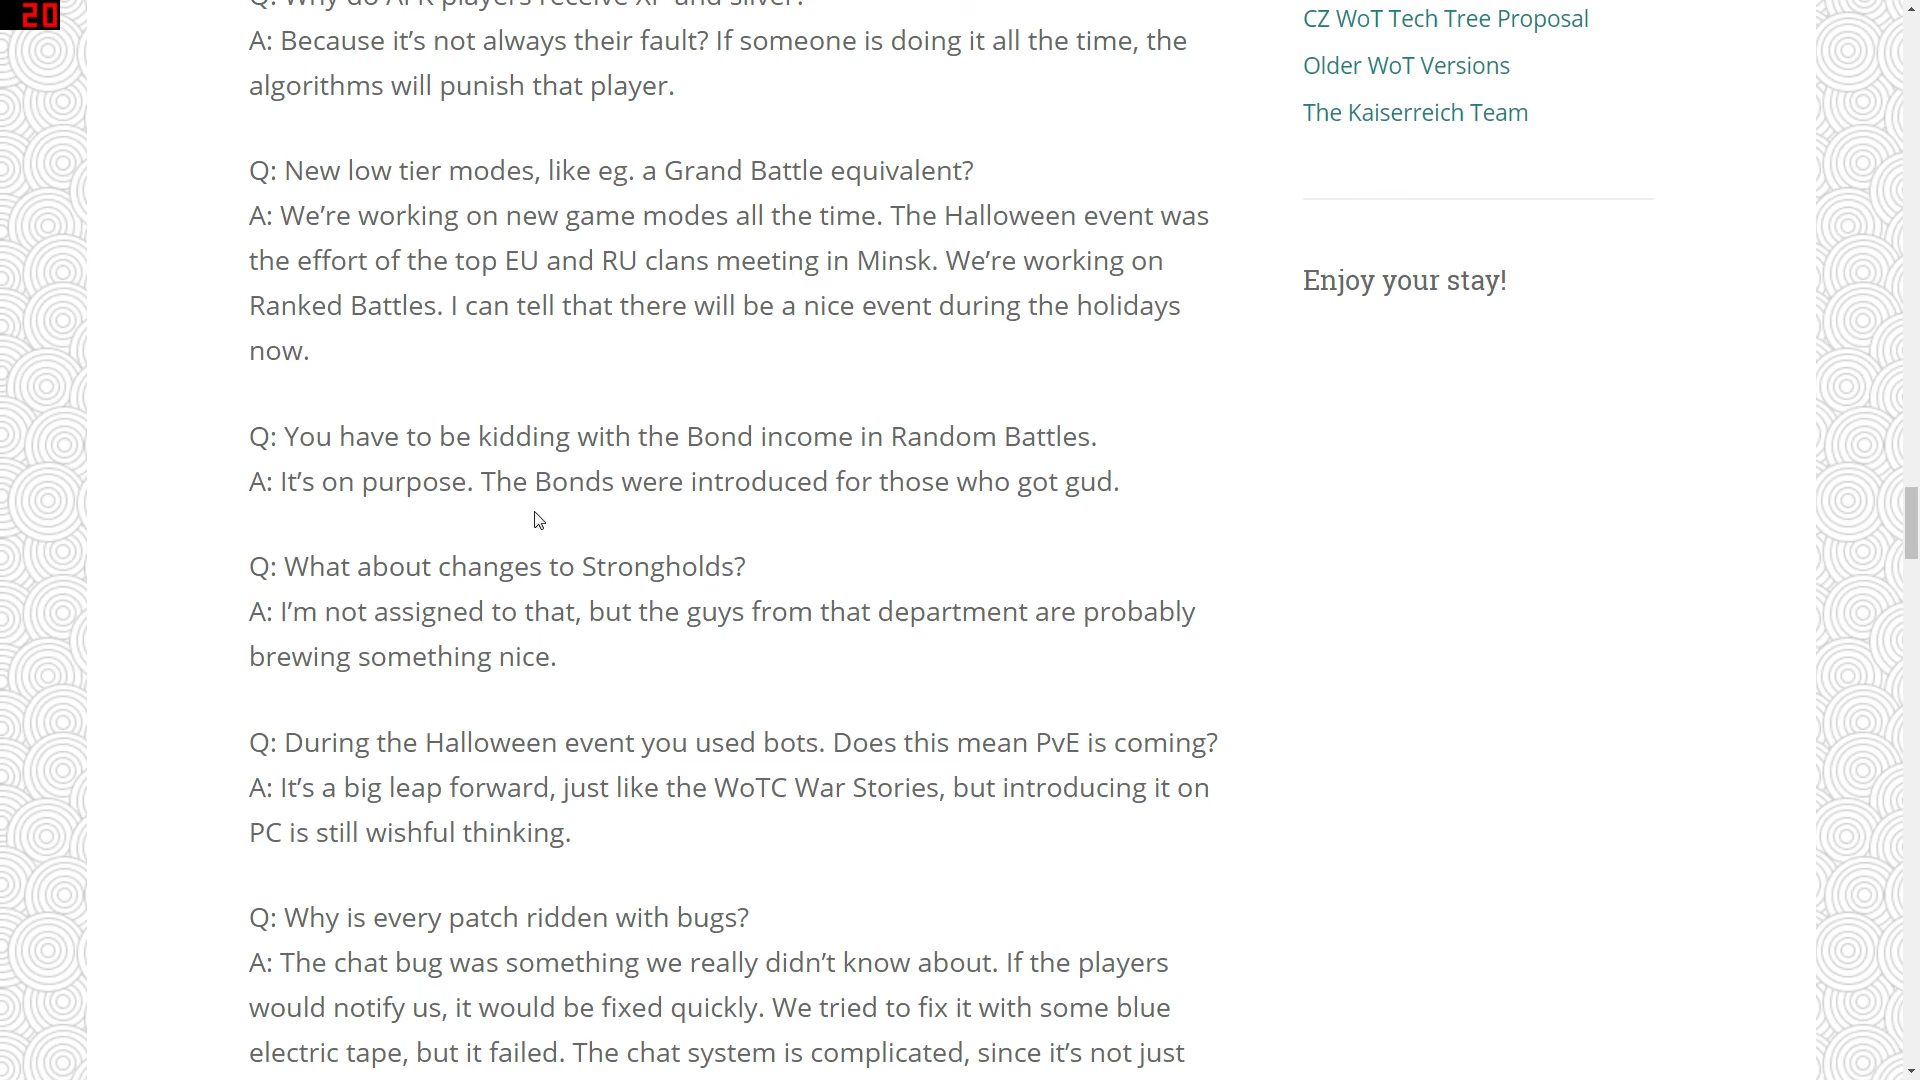 20
Q: Why do AFK players receive XP and silver?
A: Because it’s not always their fault? If someone is doing it all the time, the
algorithms will punish that player.
Q: New low tier modes, like eg. a Grand Battle equivalent?
A: We’re working on new game modes all the time. The Halloween event was
the effort of the top EU and RU clans meeting in Minsk. We’re working on
Ranked Battles. I can tell that there will be a nice event during the holidays
now.
Q: You have to be kidding with the Bond income in Random Battles.
A: It’s on purpose. The Bonds were introduced for those who got gud.
Q: What about changes to Strongholds?
A: I’m not assigned to that, but the guys from that department are probably
brewing something nice.
Q: During the Halloween event you used bots. Does this mean PvE is coming?
A: It’s a big leap forward, just like the WoTC War Stories, but introducing it on
PC is still wishful thinking.
Q: Why is every patch ridden with bugs?
A: The chat bug was something we really didn’t know about. If the players
would notify us, it would be fixed quickly. We tried to fix it with some blue
electric tape, but it failed. The chat system is complicated, since it’s not just
CZ WoT Tech Tree Proposal
Older WoT Versions
The Kaiserreich Team
Enjoy your stay!